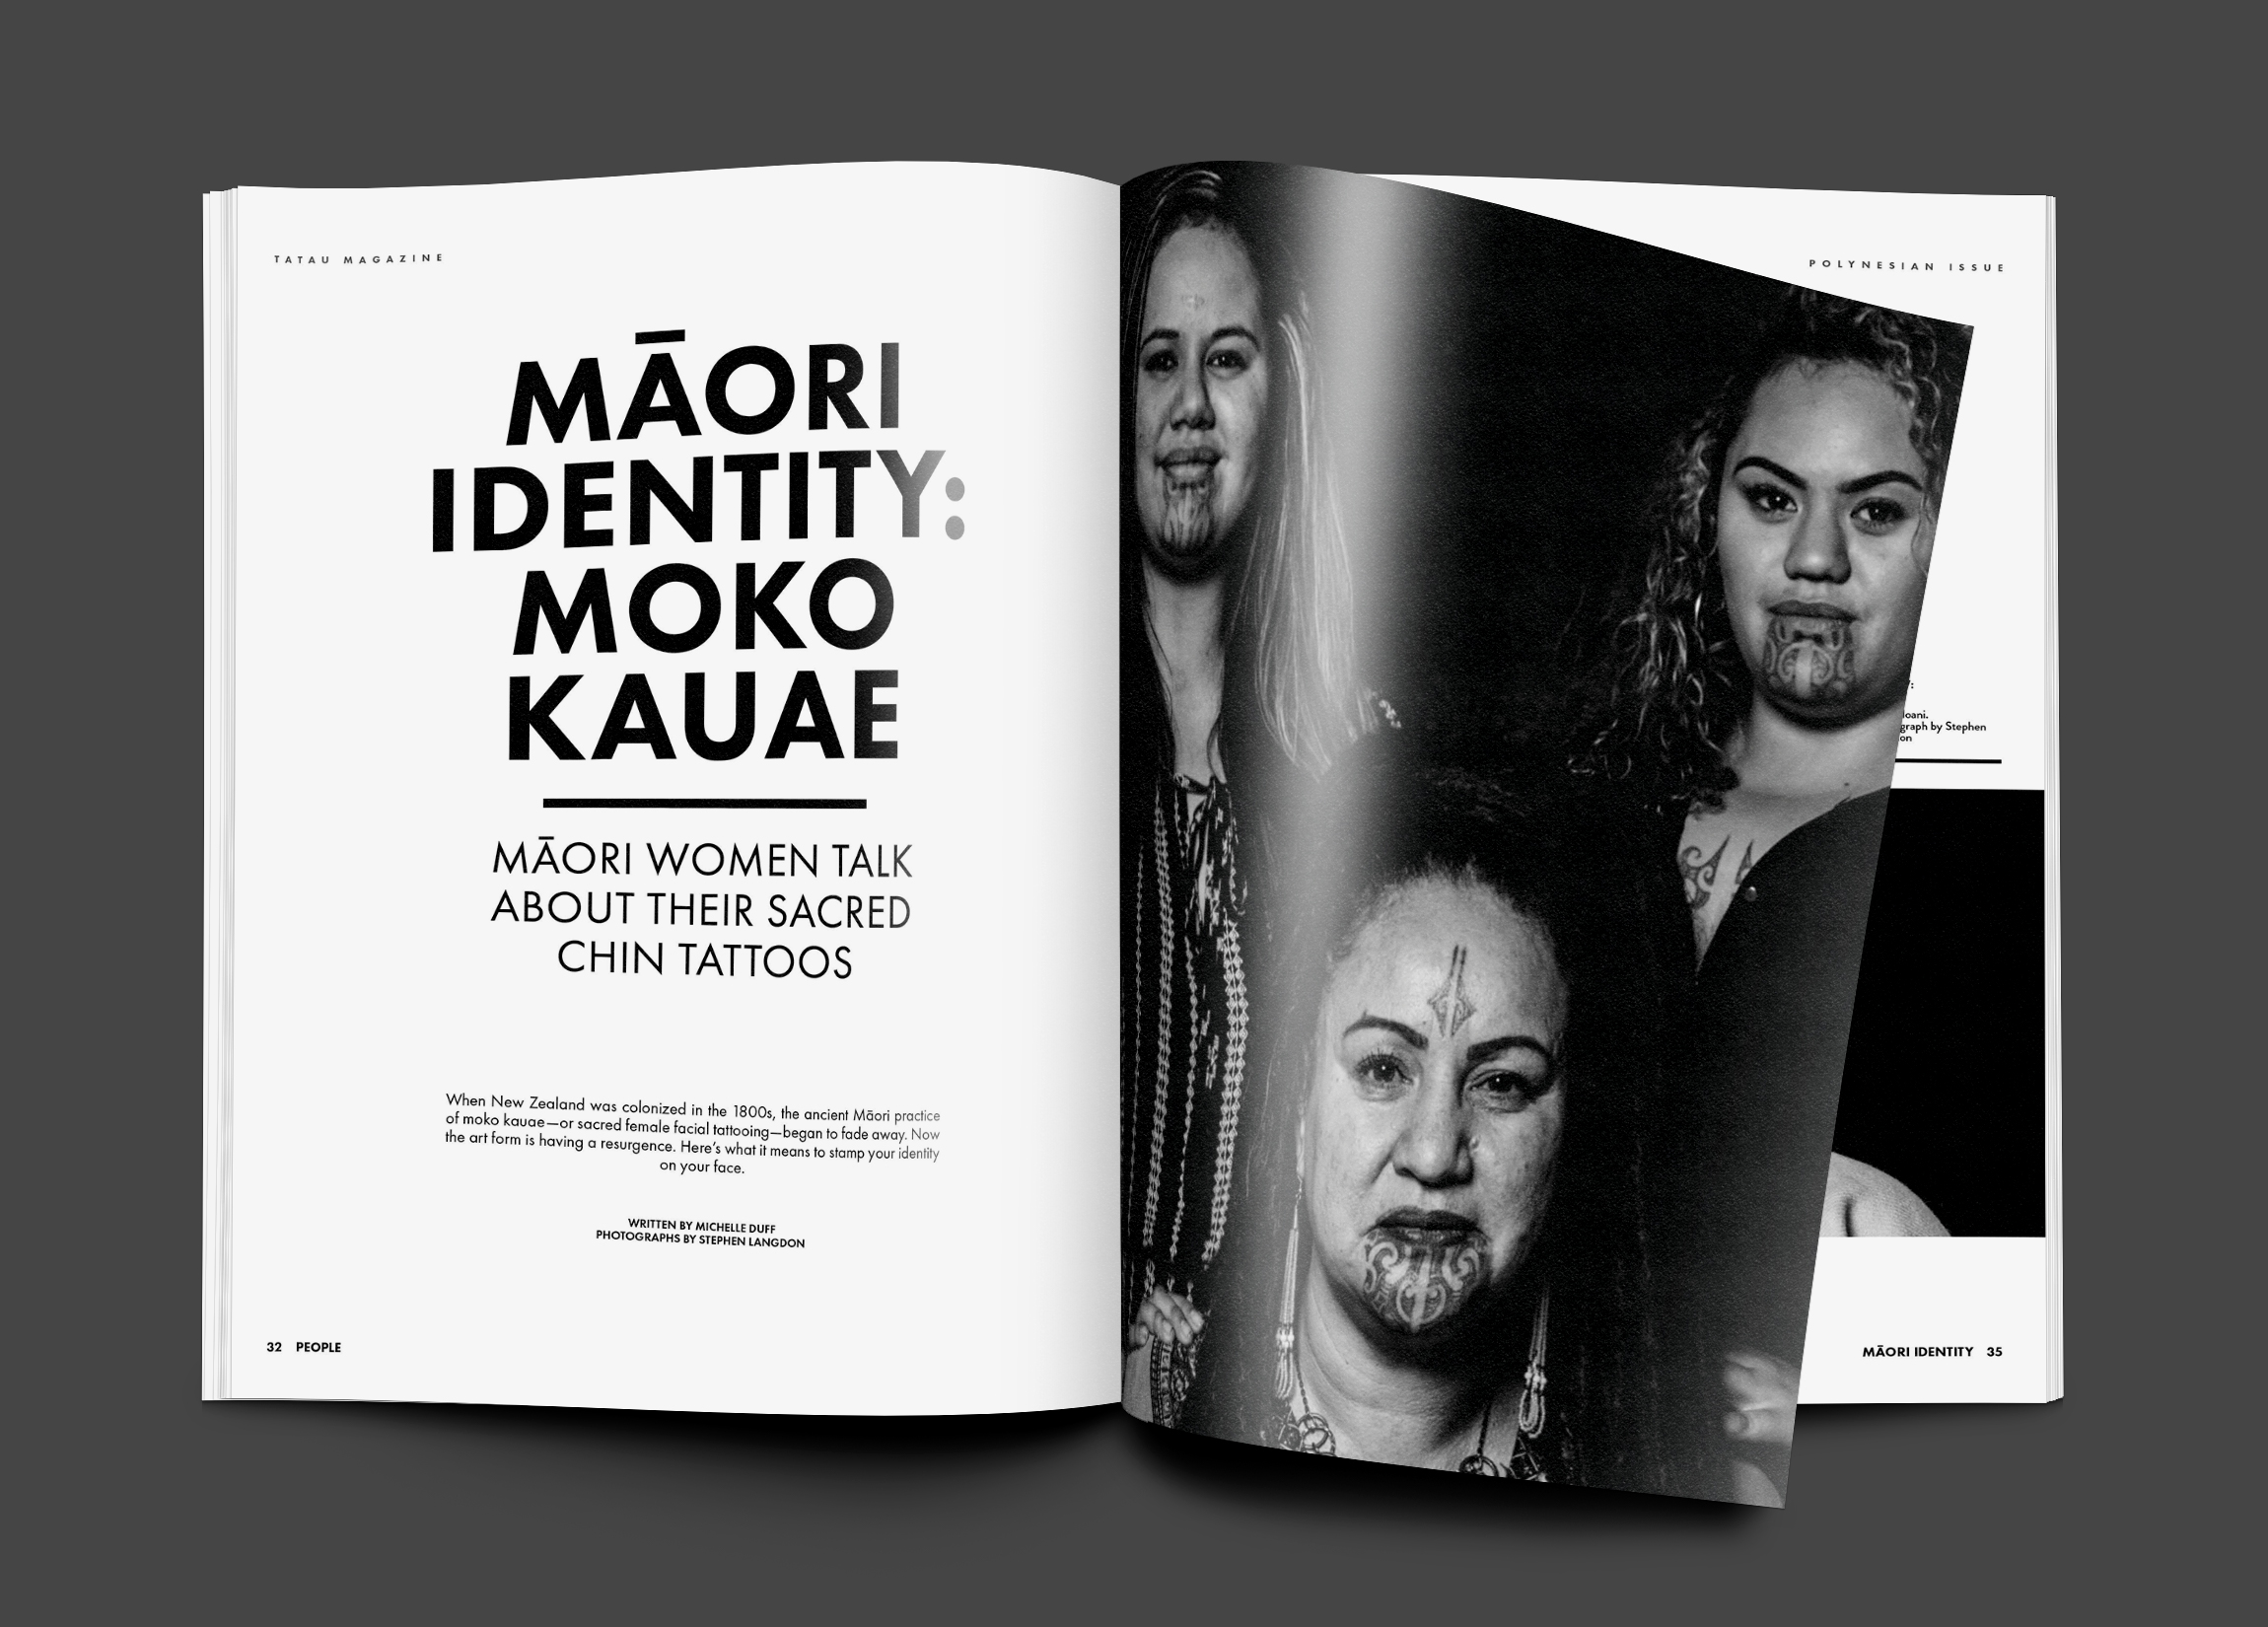 TATAU MAGAZINE
MĀORI
IDENTITY:
MOKO
KAUAE
MĀORI WOMEN TALK
ABOUT THEIR SACRED
CHIN TATTOOS
When New Zealand was colonized in the 1800s, the ancient Māori practice
of moko kauae—or sacred female facial tattooing—began to fade away. Now
the art form is having a resurgence. Here’s what it means to stamp your identity
on your face.
WRITTEN BY MICHELLE DUFF
PHOTOGRAPHS BY STEPHEN LANGDON
32 PEOPLE
POLYNESIAN ISSUE
by Stephen
MĀORI IDENTITY 35